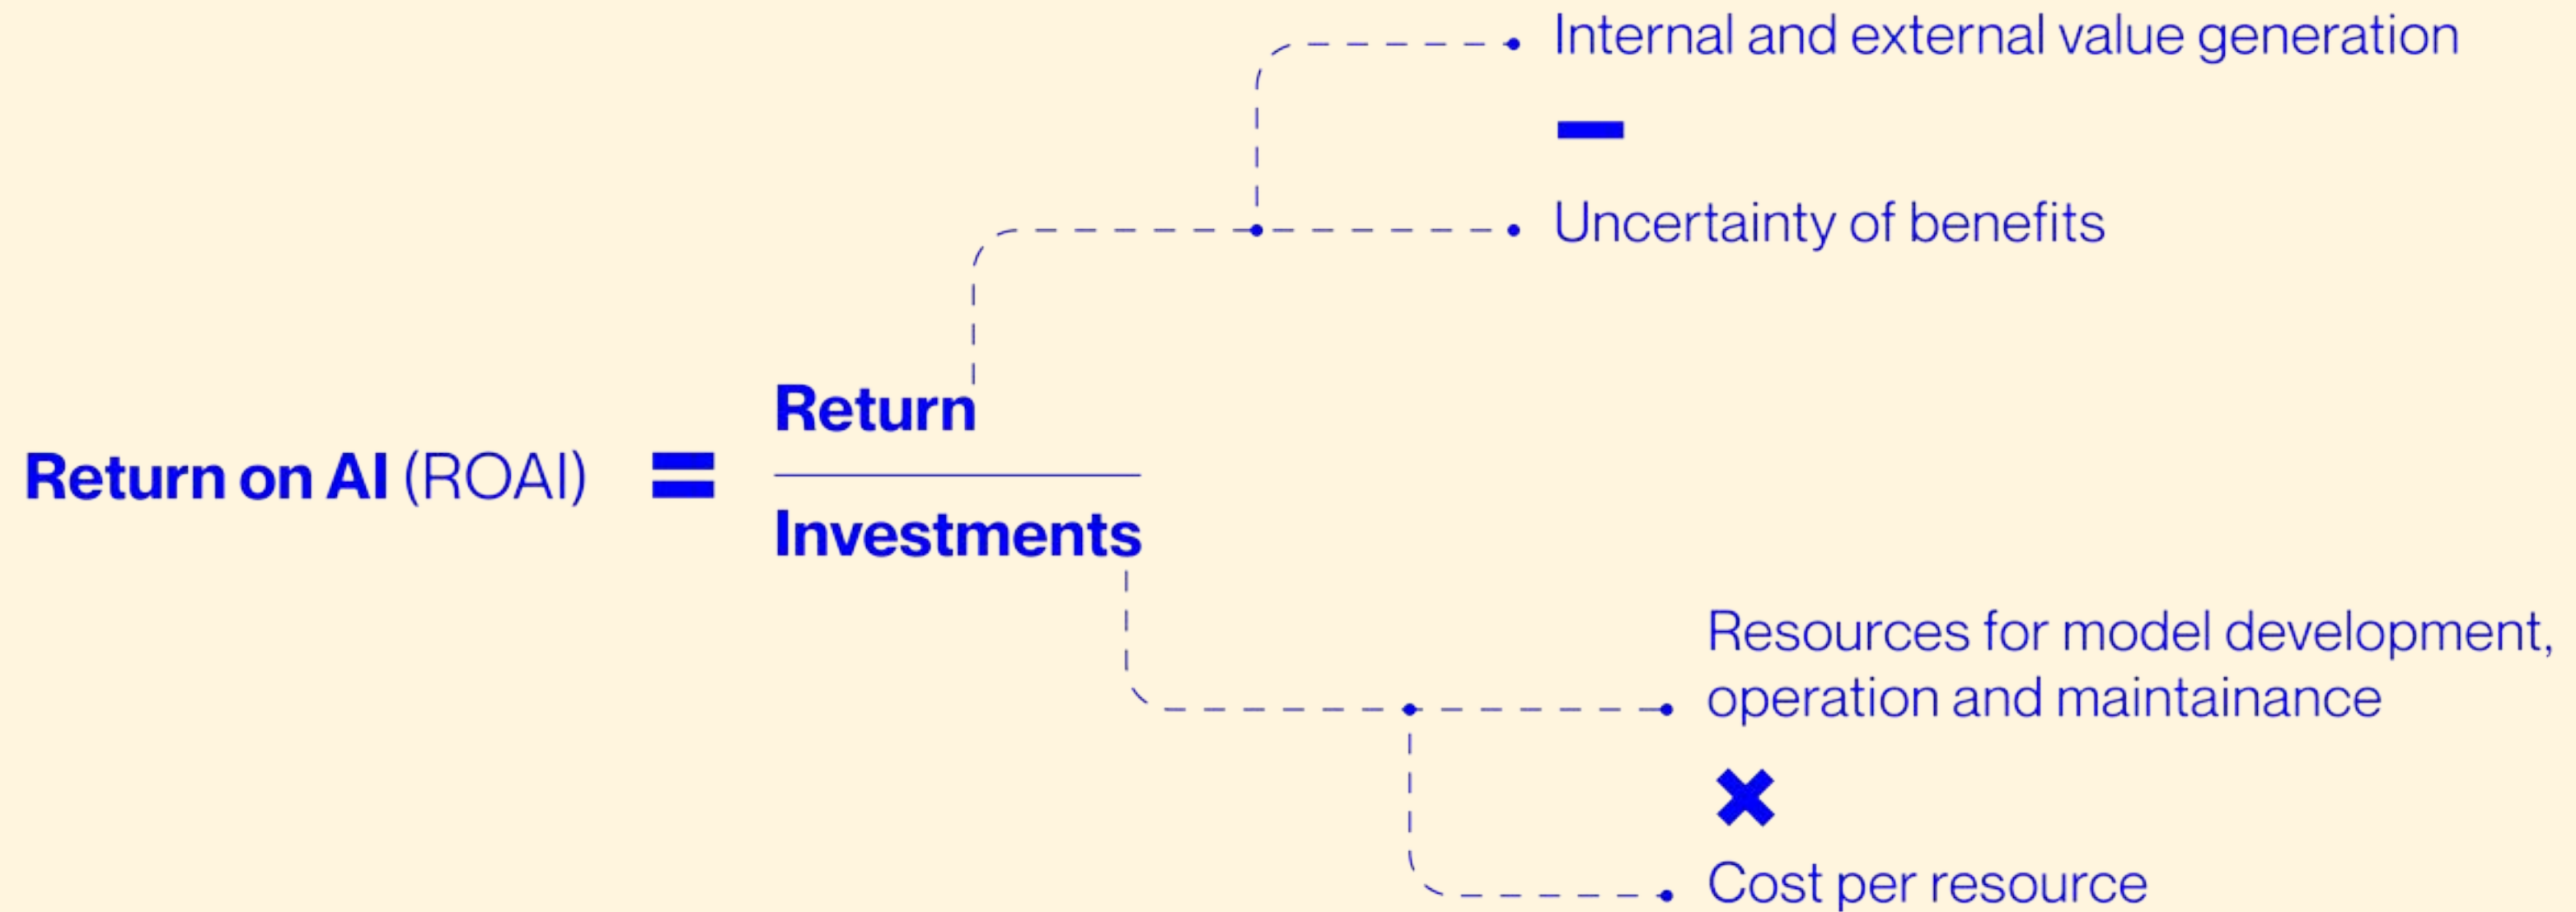 Internal and external value generation
Uncertainty of benefits
Return
Return on AI (ROAI) =
Investments
Resources for model development,
operation and maintainance
Cost per resource